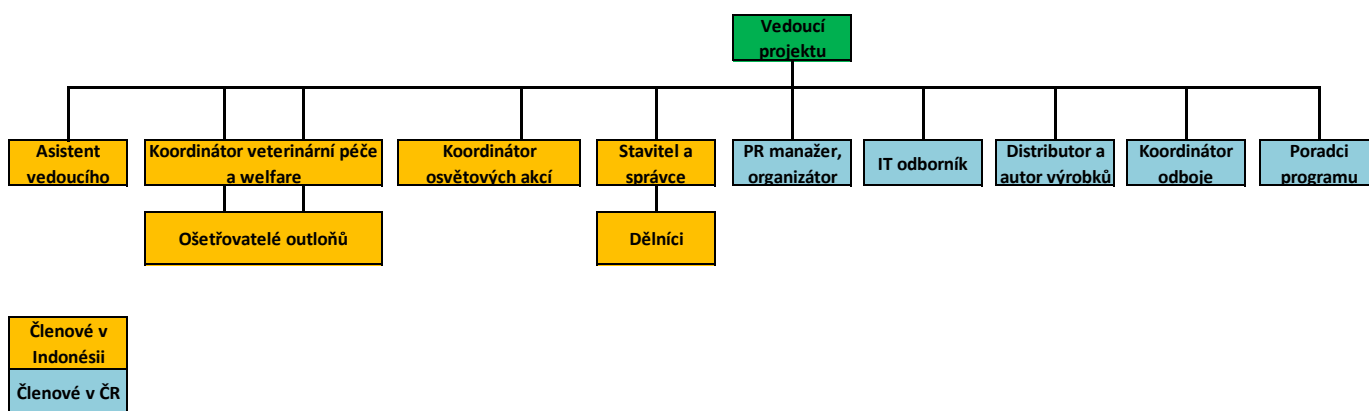 Vedoucí
projektu
Asistent
vedoucího
Koordinátor veterinární péče
a welfare
Koordinátor
osvětových akcí
Stavitel a
správce
PR manažer,
organizátor
IT odborník
Distributor a
autor výrobků
Koordinátor
odboje
Poradci
programu
Ošetřovatelé outloňů
Dělníci
Členové v
Indonésii
Členové v ČR